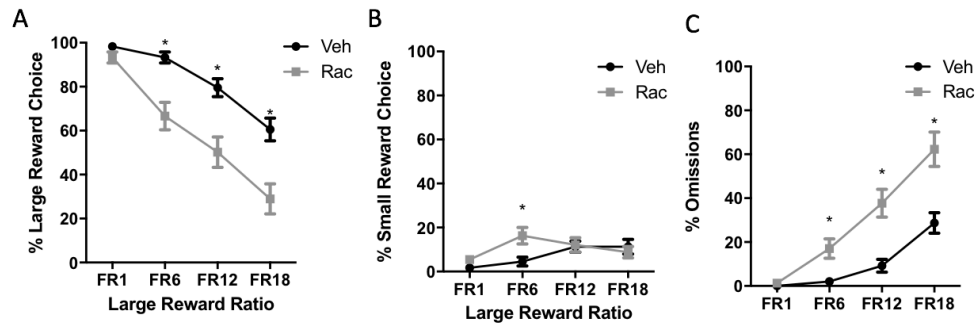 A
% Large Reward Choice
100
80
60
40
20
0
* * *
Veh
Rac
FR1 FR6 FR12 FR18
Large Reward Ratio
B
% Small Reward Choice
100
80
60
40
20
0
*
Veh
Rac
FR1 FR6 FR12 FR18
Large Reward Ratio
C
% Omissions
100
80
60
40
20
0
* * *
Veh
Rac
FR1 FR6 FR12 FR18